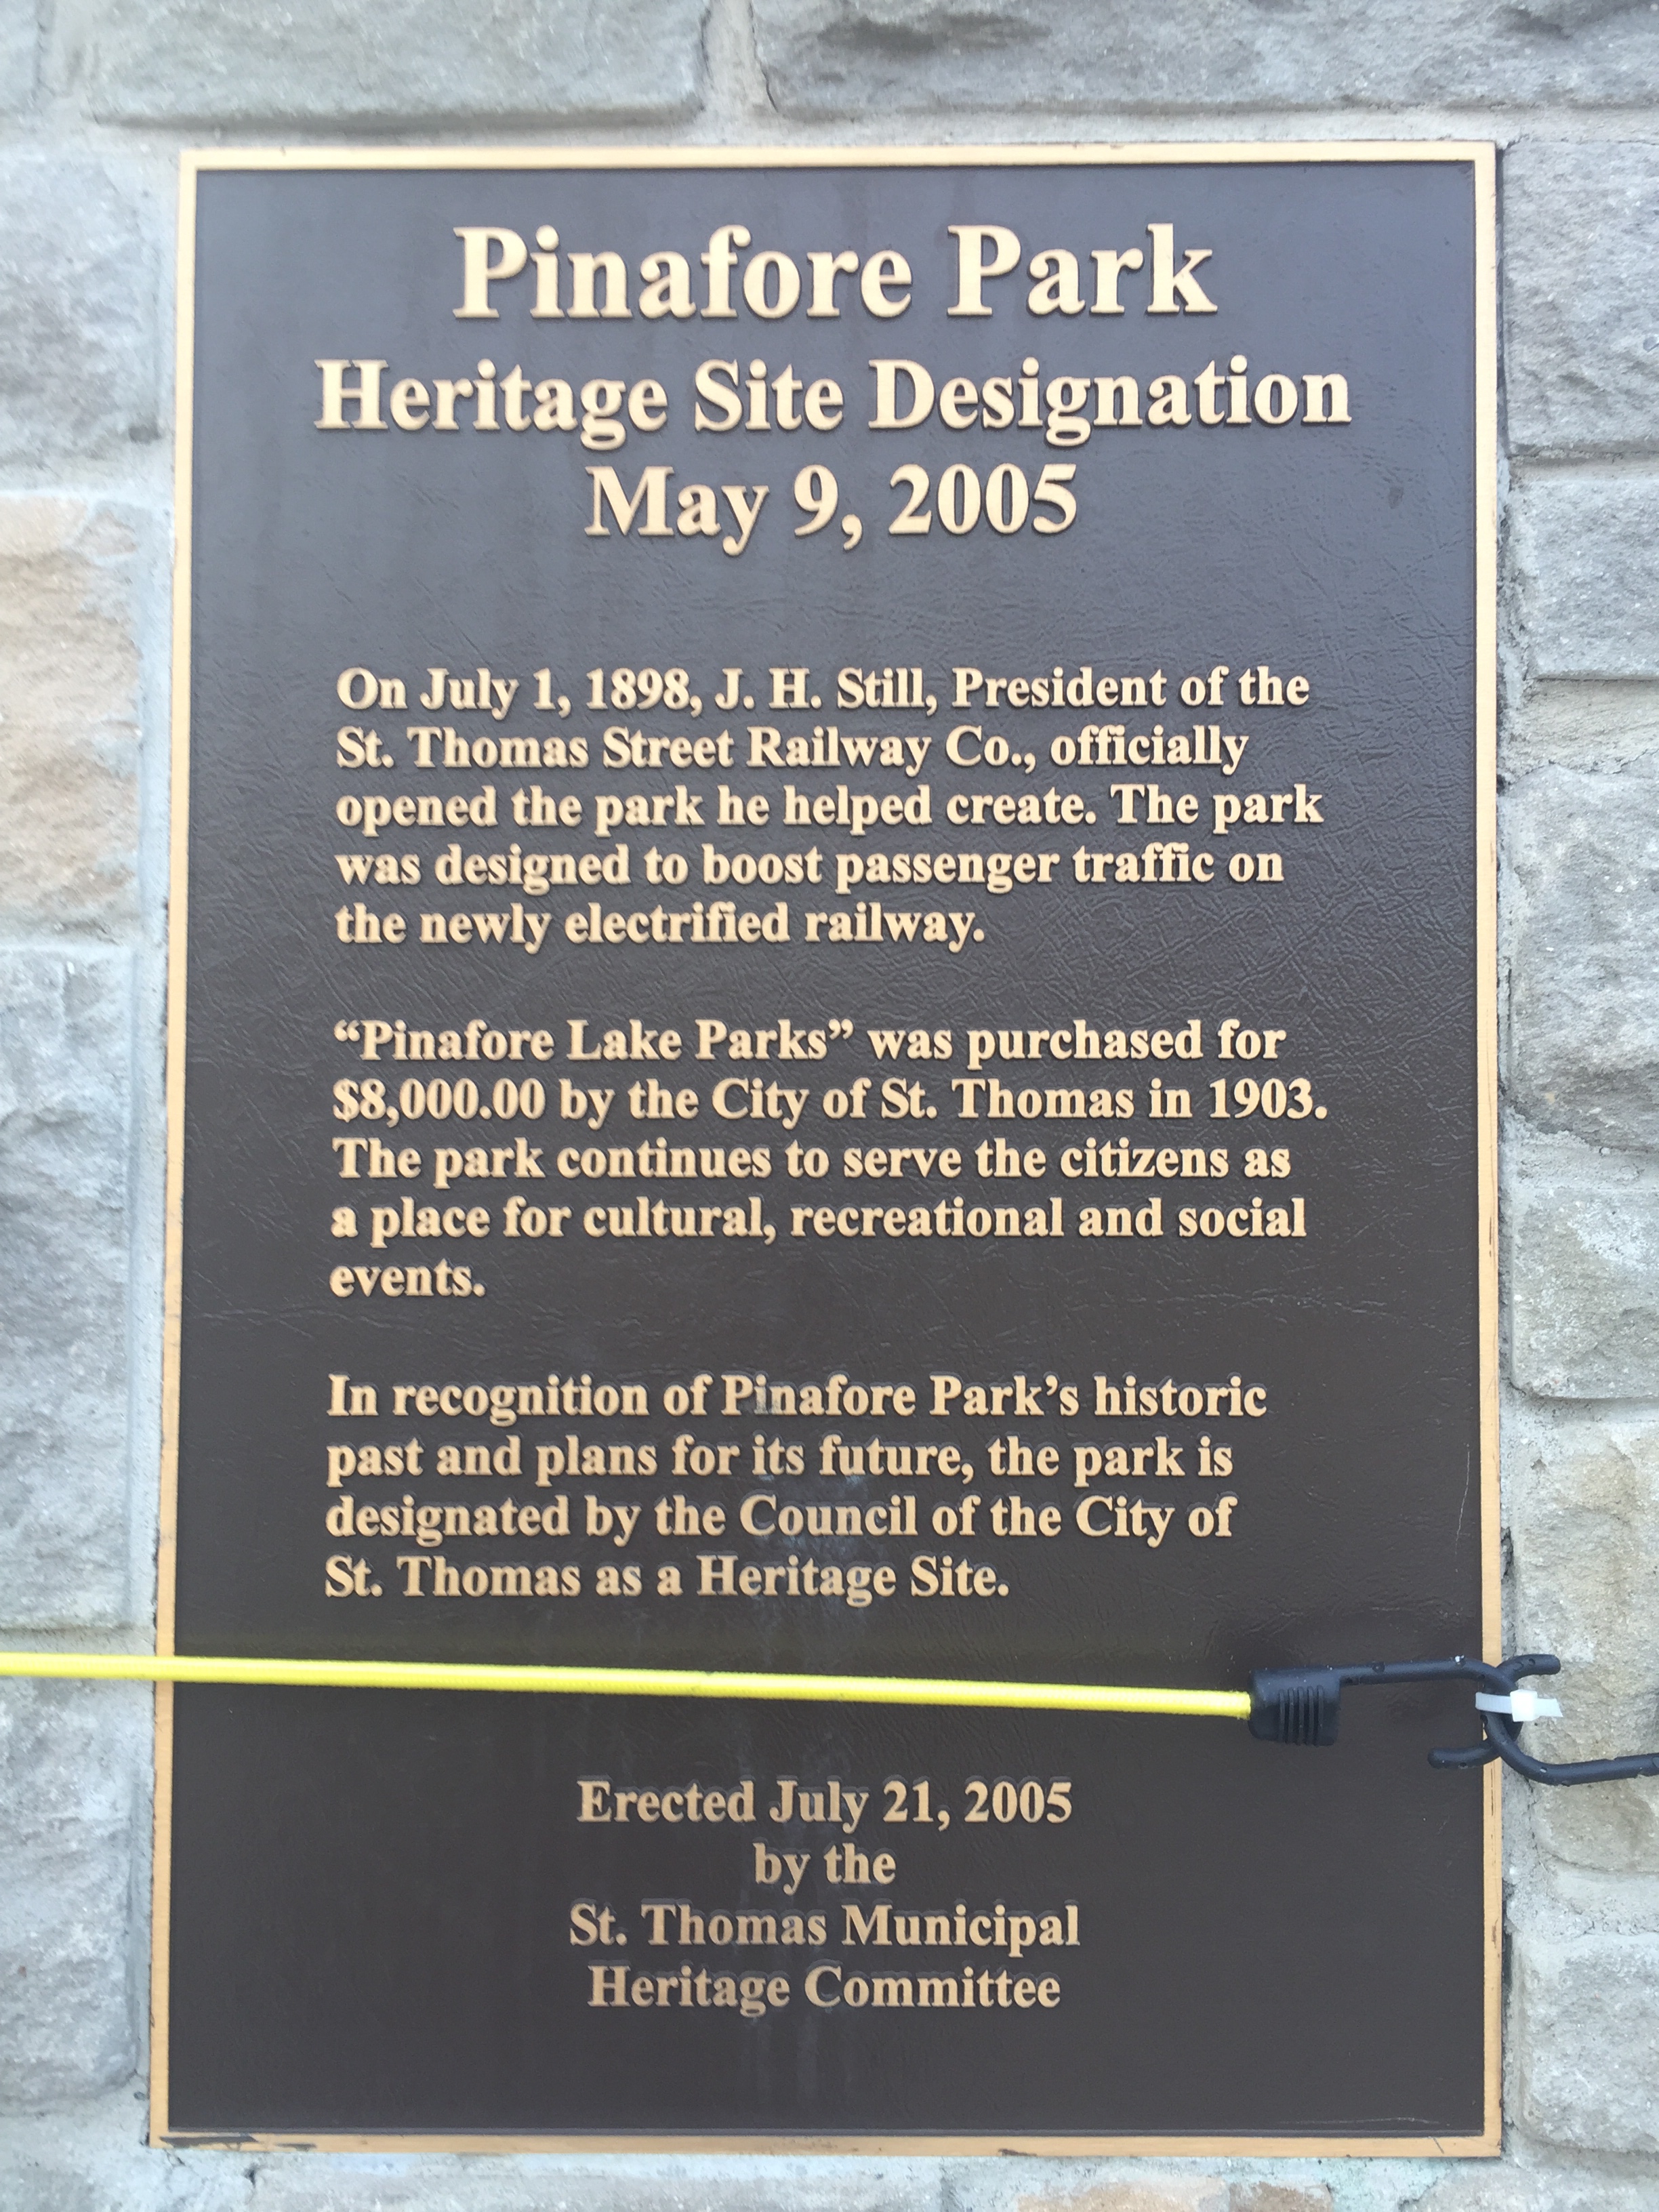 Pinafore Park
Heritage Site Designation
May 9, 2005
On July 1, 1898, J. H. Still, President of the
St. Thomas Street Railway Co., officially
opened the park he helped create. The park
was designed to boost passenger traffic on
the newly electrified railway.
“Pinafore Lake Parks” was purchased for
$8,000.00 by the City of St. Thomas in 1903.
The park continues to serve the citizens as
a place for cultural, recreational and social
events.
In recognition of Pinafore Park’s historic
past and plans for its future, the park is
designated by the Council of the City of
St. Thomas as a Heritage Site.
Erected July 21, 2005
by the
St. Thomas Municipal
Heritage Committee